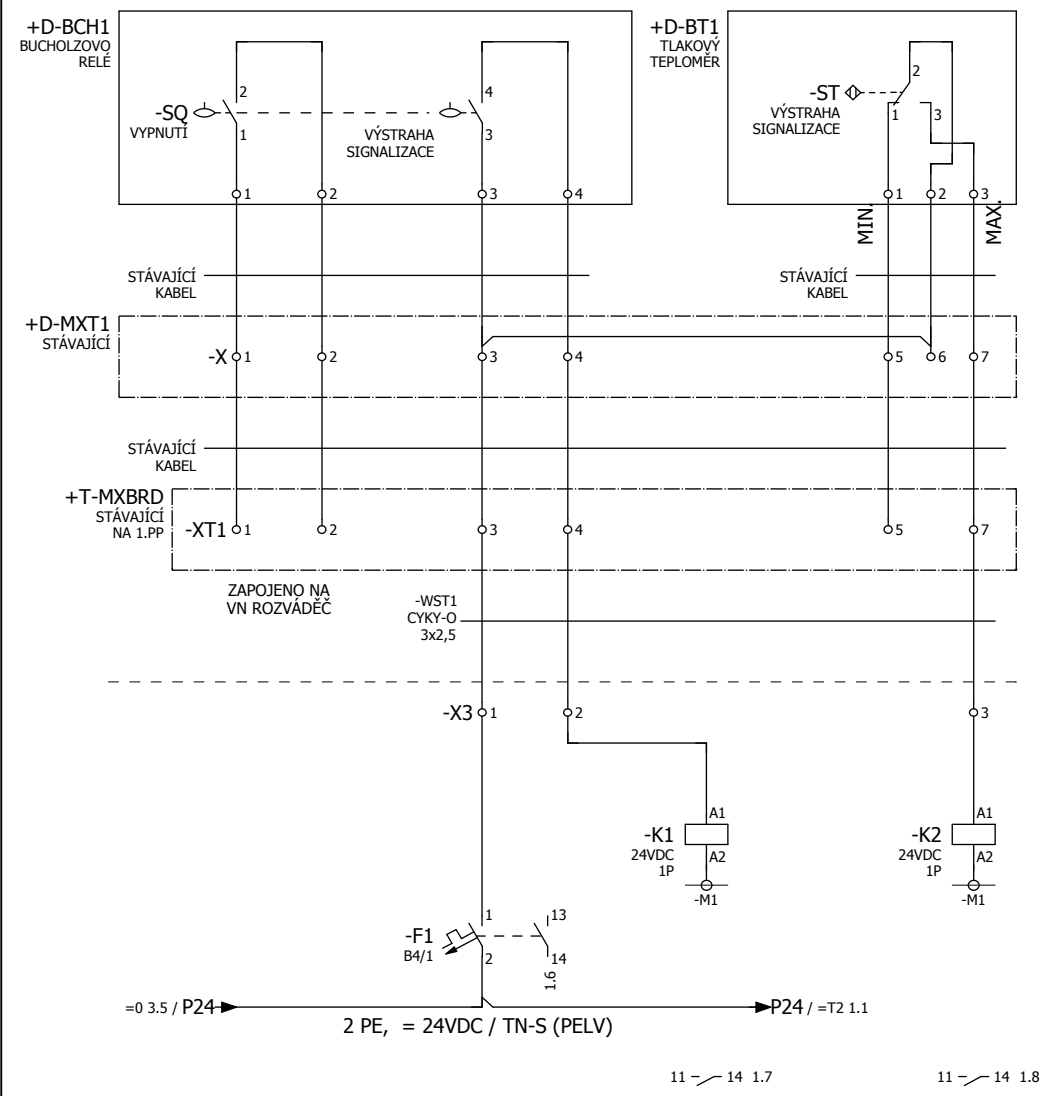 +D-BCH1
BUCHOLZOVO
RELÉ
+D-BT1
TLAKOVÝ
TEPLOMĚR
-SQ
VYPNUTÍ
2
1
VÝSTRAHA
SIGNALIZACE
4
3
-ST
VÝSTRAHA
SIGNALIZACE
2
1
3
1
2
3
4
1
2
3
MIN.
MAX.
STÁVAJÍCÍ
KABEL
STÁVAJÍCÍ
KABEL
+D-MXT1
STÁVAJÍCÍ
-X
1
2
3
4
5
6
7
STÁVAJÍCÍ
KABEL
+T-MXBRD
STÁVAJÍCÍ
NA 1.PP
-XT1
1
2
3
4
5
7
ZAPOJENO NA
VN ROZVÁDĚČ
-WST1
CYKY-O
3x2,5
-X3
1
2
3
-K1
24VDC
1P
A1
A2
-M1
-K2
24VDC
1P
A1
A2
-M1
-F1
B4/1
1
2
13
14
1.6
=0 3.5 / P24
P24 / =T2 1.1
2 PE, = 24VDC / TN-S (PELV)
11 14 1.7
11 14 1.8